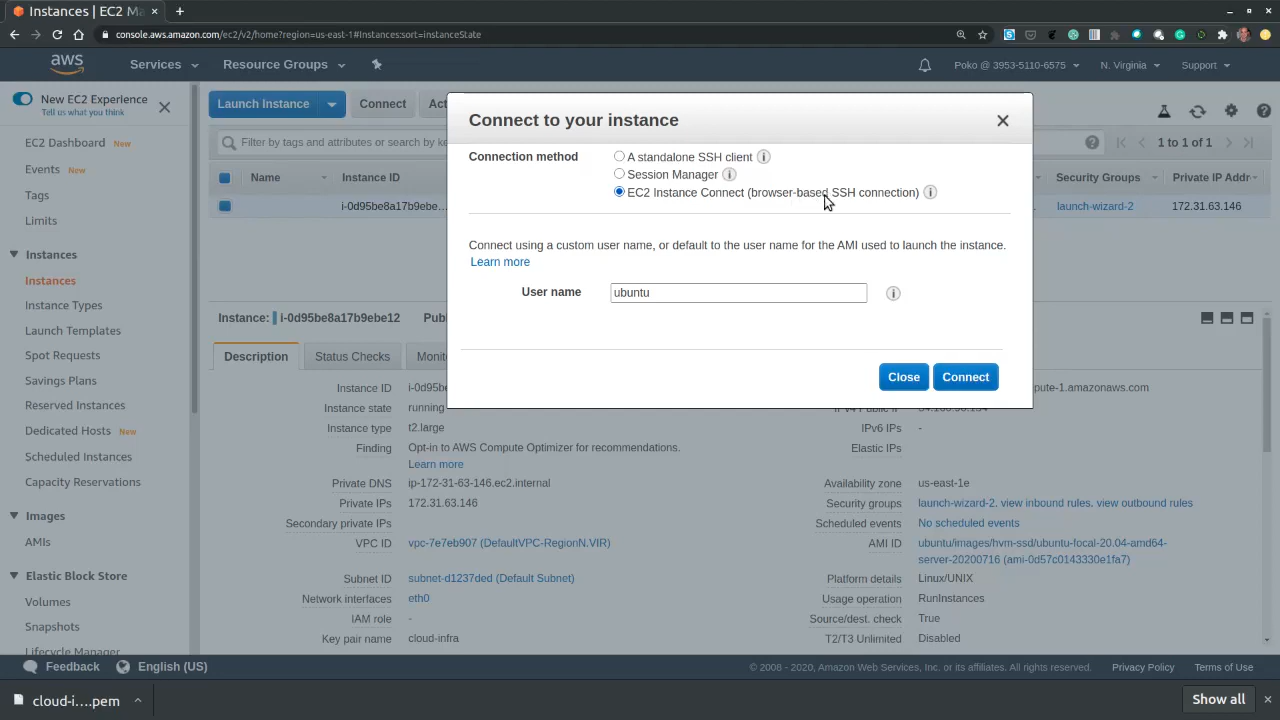 Instances | EC2 Ma
console.aws.amazon.com/ec2/v2/home?region=us-east-1#Instances:sort=instanceState
aws
Services
Resource Groups
Poko @ 3953-5110-6575
N. Virginia
Support
New EC2 Experience
Tell us what you think
EC2 Dashboard New
Events New
Tags
Limits
Instances
Instances
Instance Types
Launch Templates
Spot Requests
Savings Plans
Reserved Instances
Dedicated Hosts New
Scheduled Instances
Capacity Reservations
Images
AMIs
Elastic Block Store
Volumes
Snapshots
Lifecycle Manager
Launch Instance
Connect
Act
Filter by tags and attributes or search by ke
1 to 1 of 1
Name
Instance ID
Security Groups
Private IP Addr
i-0d95be8a17b9ebe...
launch-wizard-2
172.31.63.146
Connect to your instance
Connection method
A standalone SSH client
Session Manager
EC2 Instance Connect (browser-based SSH connection)
Connect using a custom user name, or default to the user name for the AMI used to launch the instance.
Learn more
User name
ubuntu
Close
Connect
Instance: i-0d95be8a17b9ebe12
Pub
Description
Status Checks
Monit
Instance ID i-0d95be
pute-1.amazonaws.com
Instance state running
IPv4 Public IP
Instance type t2.large
IPv6 IPs -
Finding Opt-in to AWS Compute Optimizer for recommendations.
Learn more
Elastic IPs
Private DNS ip-172-31-63-146.ec2.internal
Availability zone us-east-1e
Private IPs 172.31.63.146
Security groups launch-wizard-2. view inbound rules. view outbound rules
Secondary private IPs
Scheduled events No scheduled events
VPC ID vpc-7e7eb907 (DefaultVPC-RegionN.VIR)
AMI ID ubuntu/images/hvm-ssd/ubuntu-focal-20.04-amd64-
server-20200716 (ami-0d57c0143330e1fa7)
Subnet ID subnet-d1237ded (Default Subnet)
Platform details Linux/UNIX
Network interfaces eth0
Usage operation RunInstances
IAM role -
Source/dest. check True
Key pair name cloud-infra
T2/T3 Unlimited Disabled
Feedback
English (US)
© 2008 - 2020, Amazon Web Services, Inc. or its affiliates. All rights reserved.
Privacy Policy
Terms of Use
cloud-i....pem
Show all